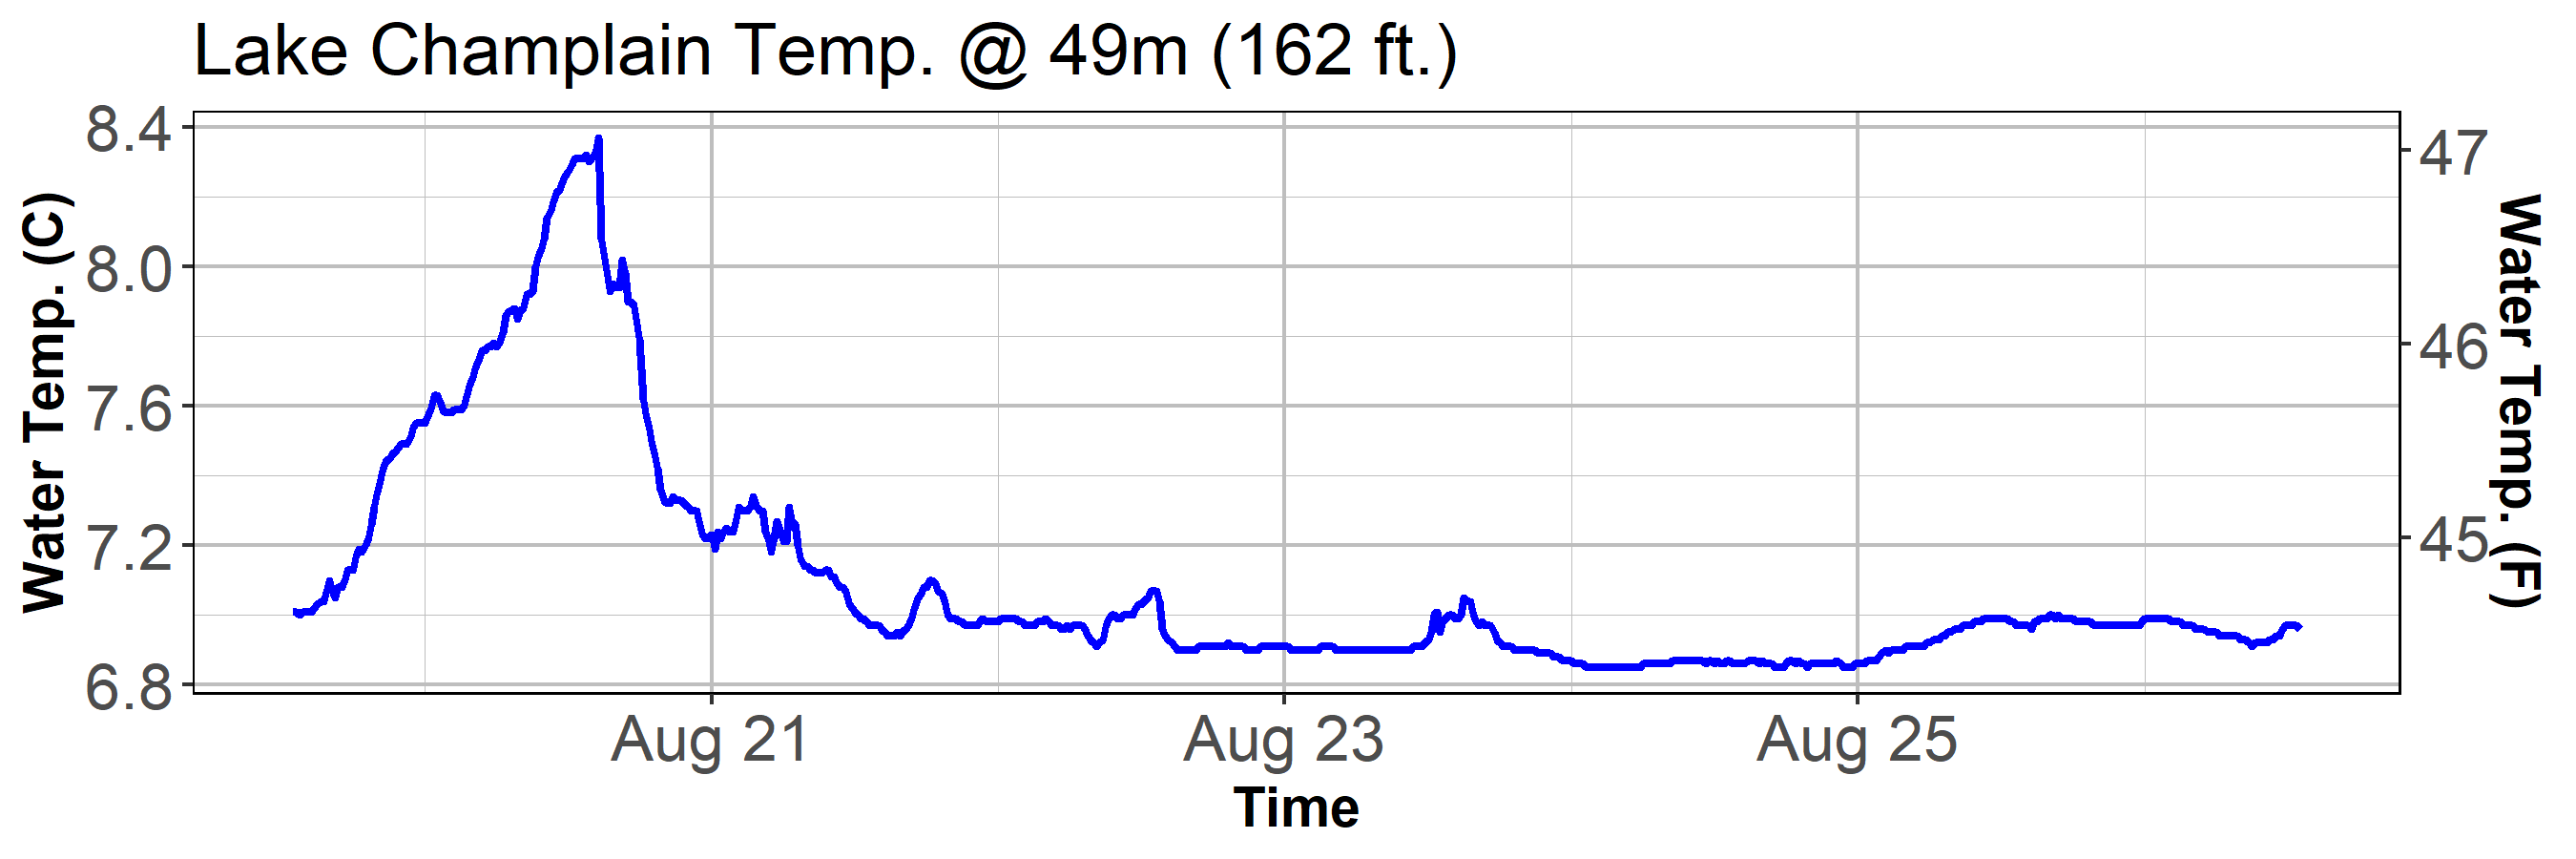 Lake Champlain Temp. @ 49m (162 ft.)
Water Temp. (C)
8.4
8.0
7.6
7.2
6.8
47
46
45
Water Temp. (F)
Aug 21 Aug 23 Aug 25
Time